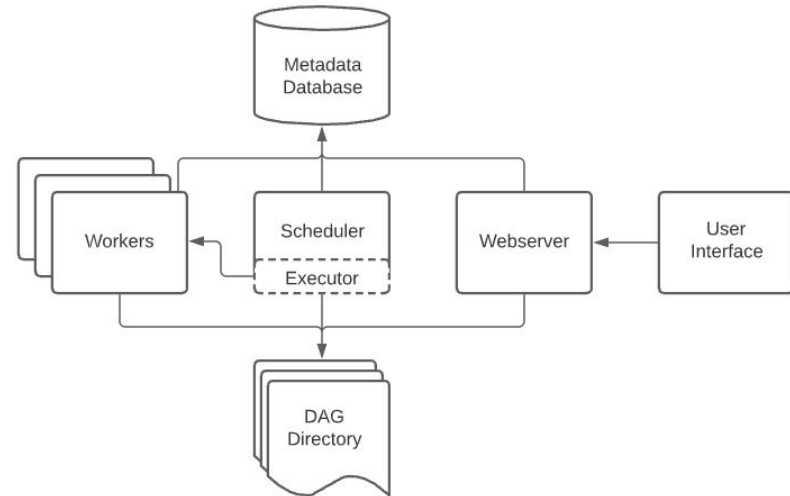 Metadata
Database
Workers
Scheduler
Executor
Webserver
User
Interface
DAG
Directory